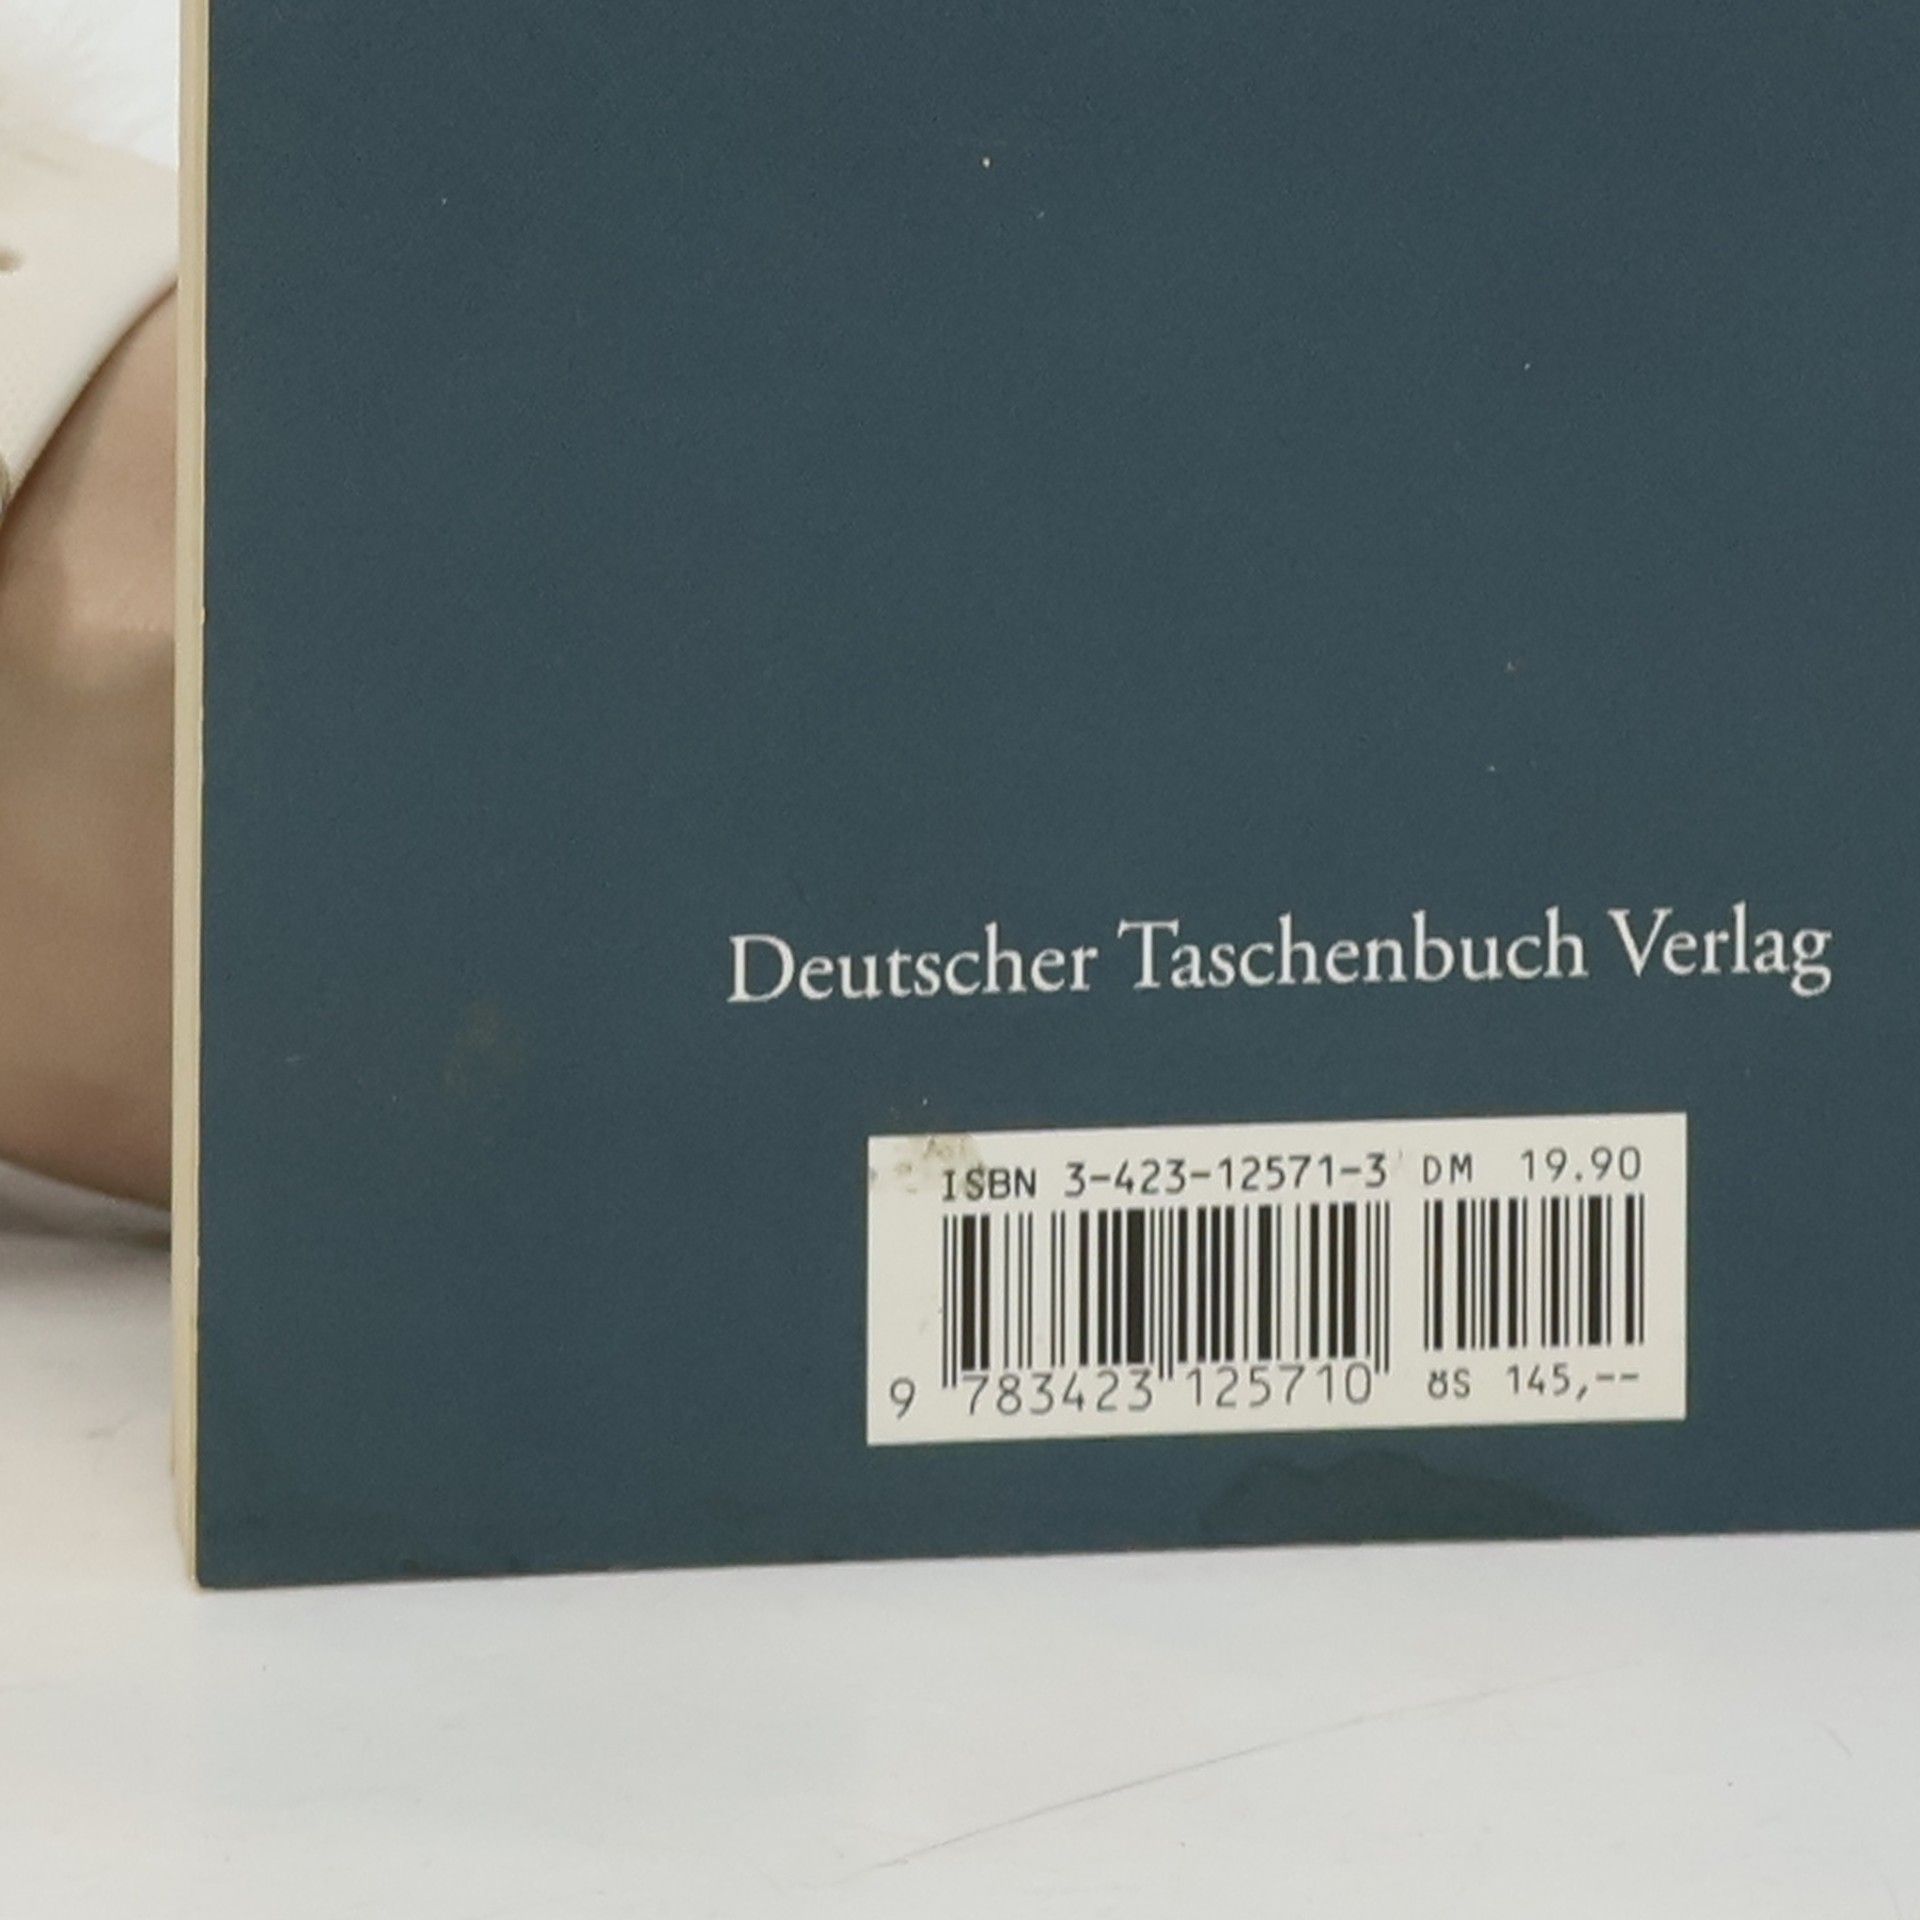 Deutscher Taschenbuch Verlag
ISBN 3-423-12571-3 DM 19.90
9 783423 125710 öS 145,--